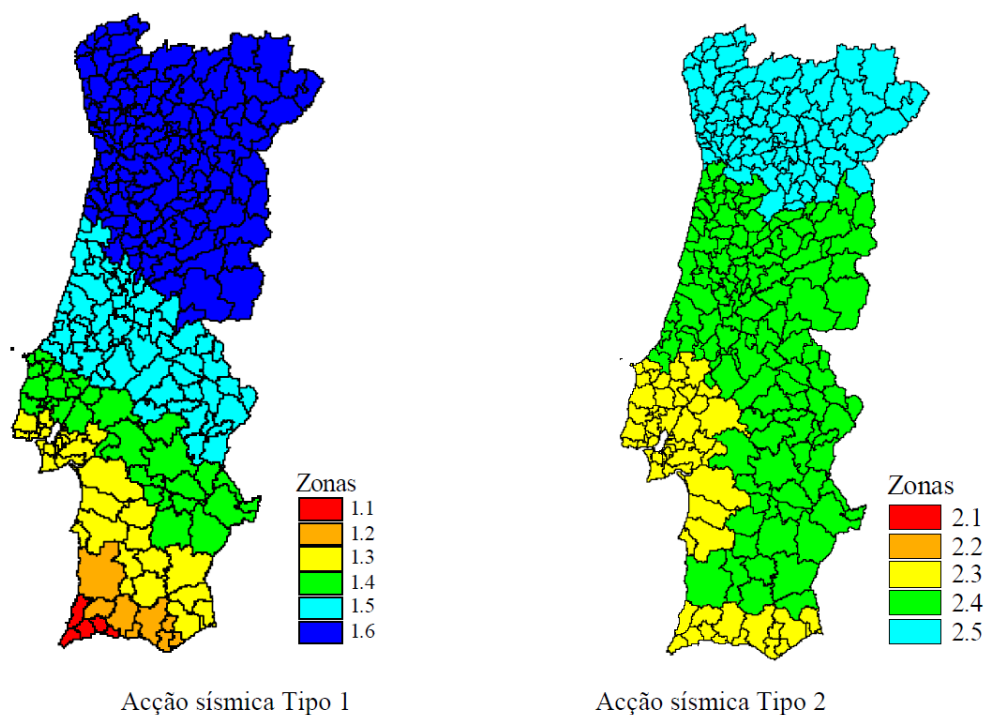 Zonas
1.1
1.2
1.3
1.4
1.5
1.6
Zonas
2.1
2.2
2.3
2.4
2.5
Acção sísmica Tipo 1
Acção sísmica Tipo 2